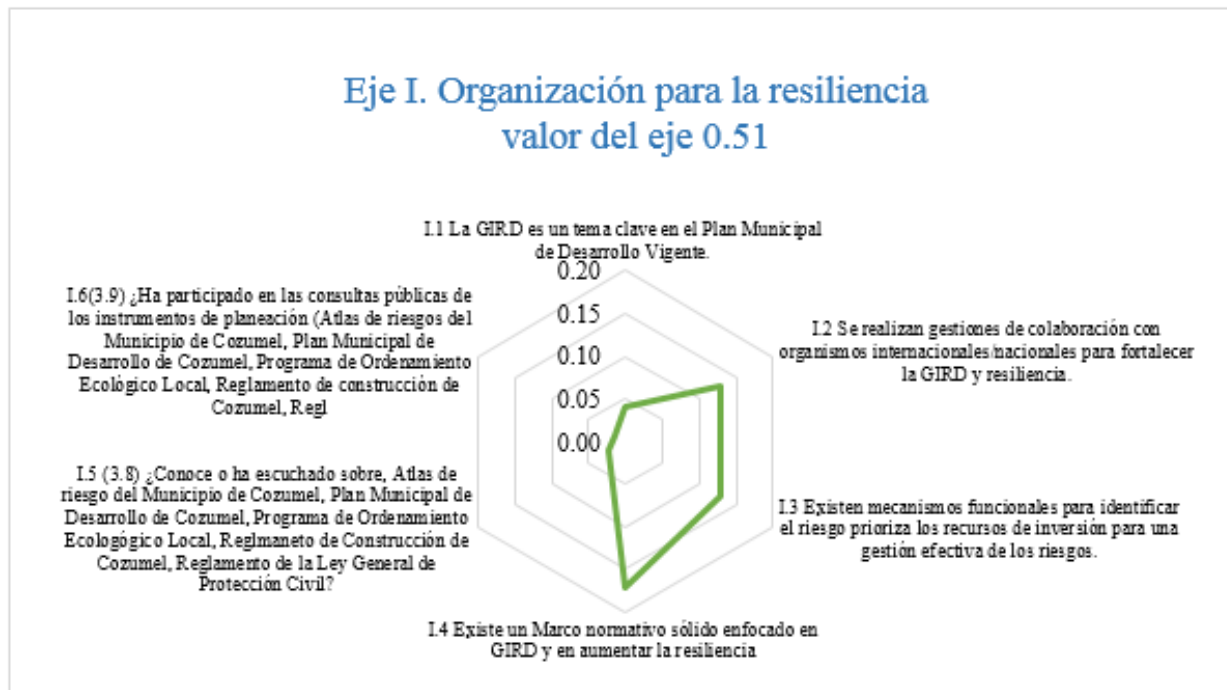 Eje I. Organización para la resiliencia
valor del eje 0.51
I.1 La GIRD es un tema clave en el Plan Municipal
de Desarrollo Vigente.
0.20
0.15
0.10
0.05
0.00
I.2 Se realizan gestiones de colaboración con
organismos internacionales/nacionales para fortalecer
la GIRD y resiliencia.
I.3 Existen mecanismos funcionales para identificar
el riesgo prioriza los recursos de inversión para una
gestión efectiva de los riesgos.
I.4 Existe un Marco normativo sólido enfocado en
GIRD y en aumentar la resiliencia
I.5 (3.8) ¿Conoce o ha escuchado sobre, Atlas de
riesgo del Municipio de Cozumel, Plan Municipal de
Desarrollo de Cozumel, Programa de Ordenamiento
Ecologógico Local, Reglmaneto de Construcción de
Cozumel, Reglamento de la Ley General de
Protección Civil?
I.6(3.9) ¿Ha participado en las consultas públicas de
los instrumentos de planeación (Atlas de riesgos del
Municipio de Cozumel, Plan Municipal de
Desarrollo de Cozumel, Programa de Ordenamiento
Ecológico Local, Reglamento de construcción de
Cozumel, Regl